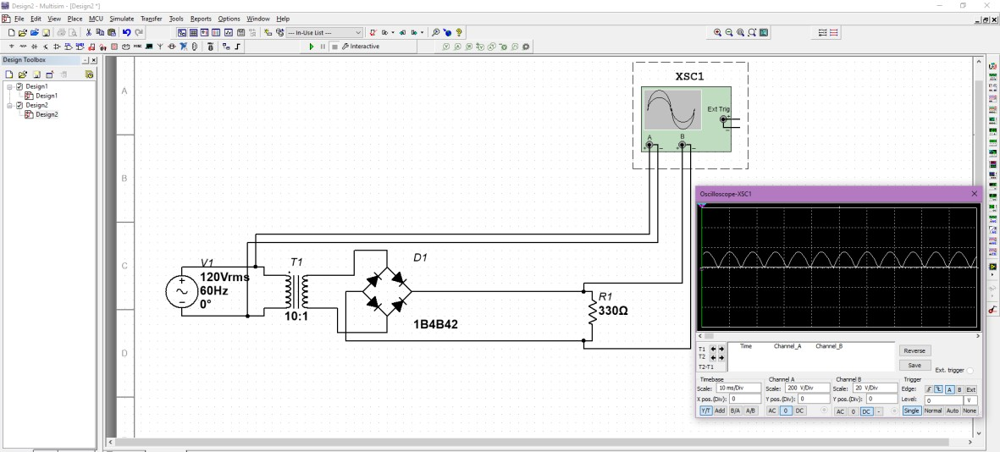 Design2 - Multisim - [Design2 *]
File Edit View Place MCU Simulate Transfer Tools Reports Options Window Help
--- In-Use List ---
Interactive
Design Toolbox
Design1
Design1
Design2
Design2
A
B
C
D
XSC1
Ext Trig
A
B
V1
120Vrms
60Hz
0°
T1
10:1
D1
1B4B42
R1
330Ω
Oscilloscope-XSC1
T1
T2
T2-T1
Time Channel_A Channel_B
Reverse
Save
Ext. trigger
Timebase
Scale: 10 ms/Div
X pos.(Div): 0
Y/T Add B/A A/B
Channel A
Scale: 200 V/Div
Y pos.(Div): 0
AC 0 DC
Channel B
Scale: 20 V/Div
Y pos.(Div): 0
AC 0 DC -
Trigger
Edge: A B Ext
Level: 0 V
Single Normal Auto None